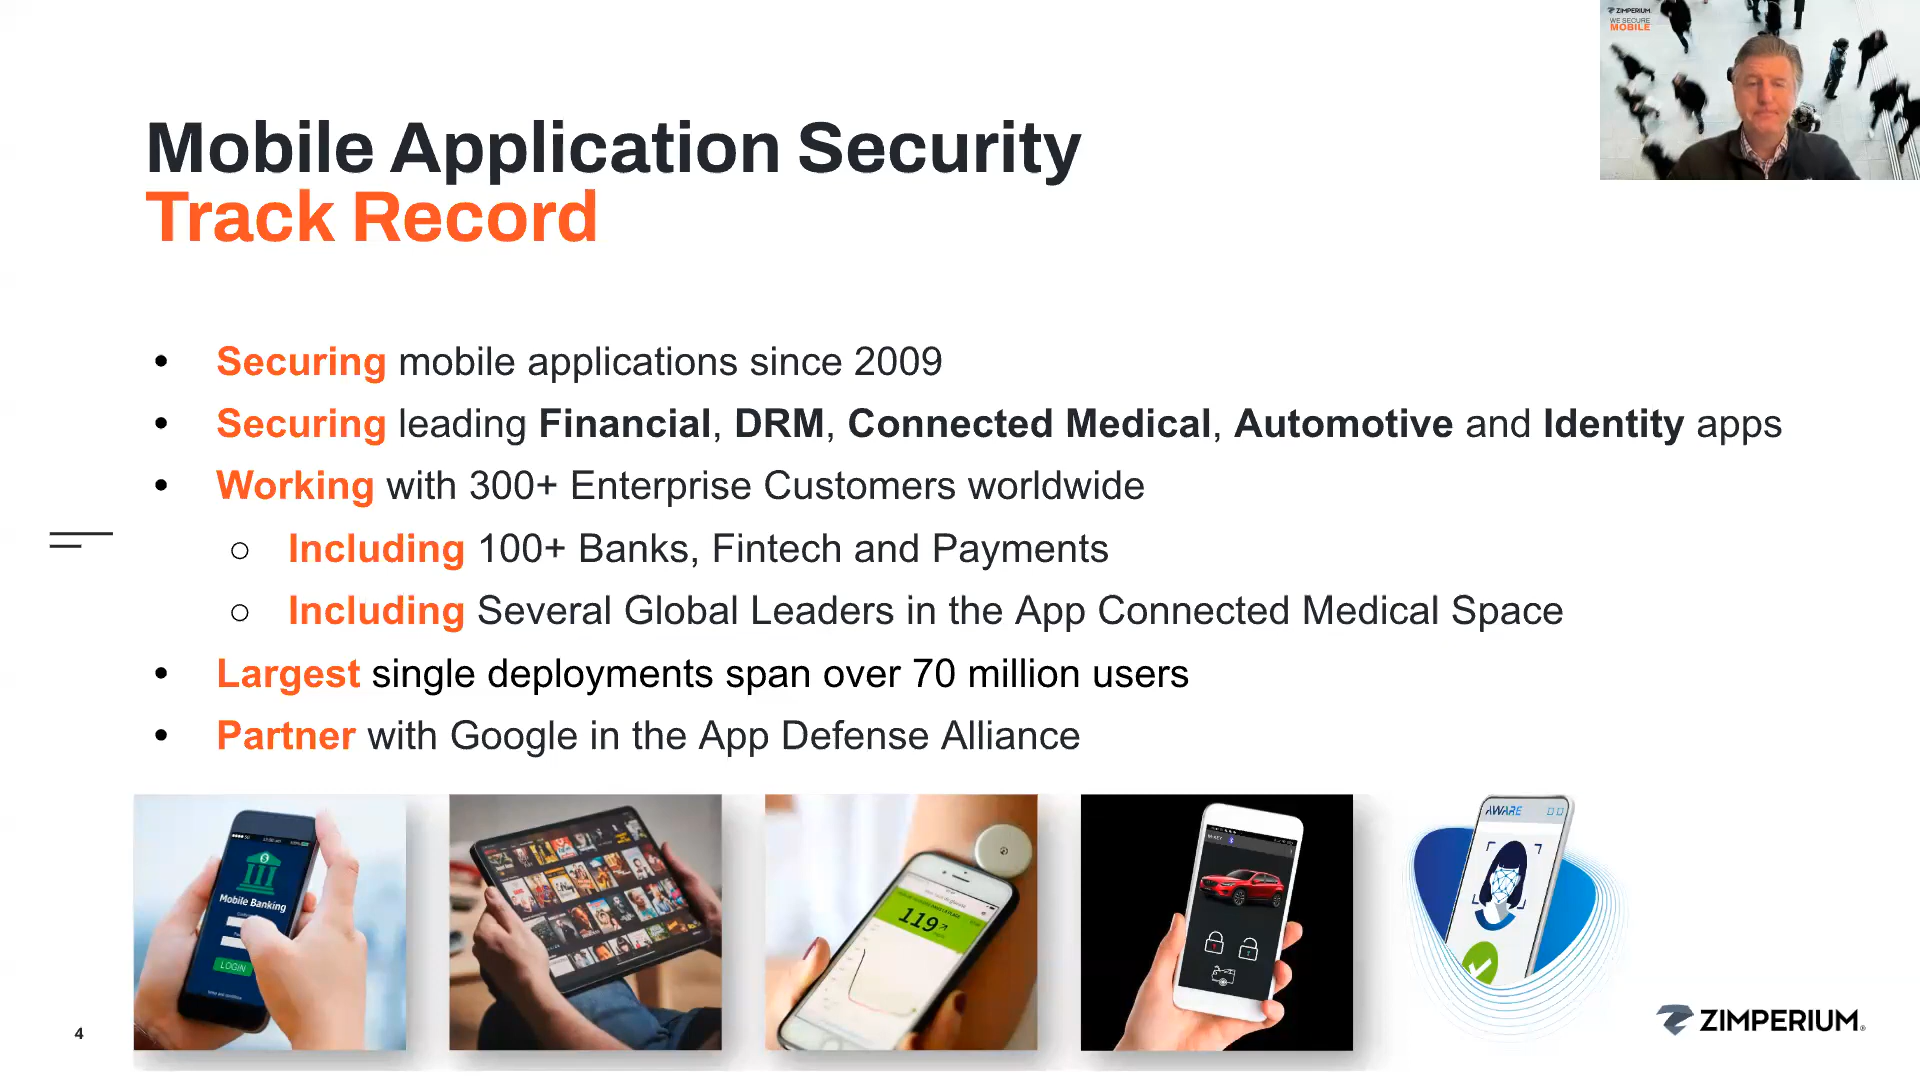 ZIMPERIUM
WE SECURE
MOBILE
Mobile Application Security
Track Record
• Securing mobile applications since 2009
• Securing leading Financial, DRM, Connected Medical, Automotive and Identity apps
• Working with 300+ Enterprise Customers worldwide
○ Including 100+ Banks, Fintech and Payments
○ Including Several Global Leaders in the App Connected Medical Space
• Largest single deployments span over 70 million users
• Partner with Google in the App Defense Alliance
Mobile Banking
LOGIN
119
AWARE
4
ZIMPERIUM®